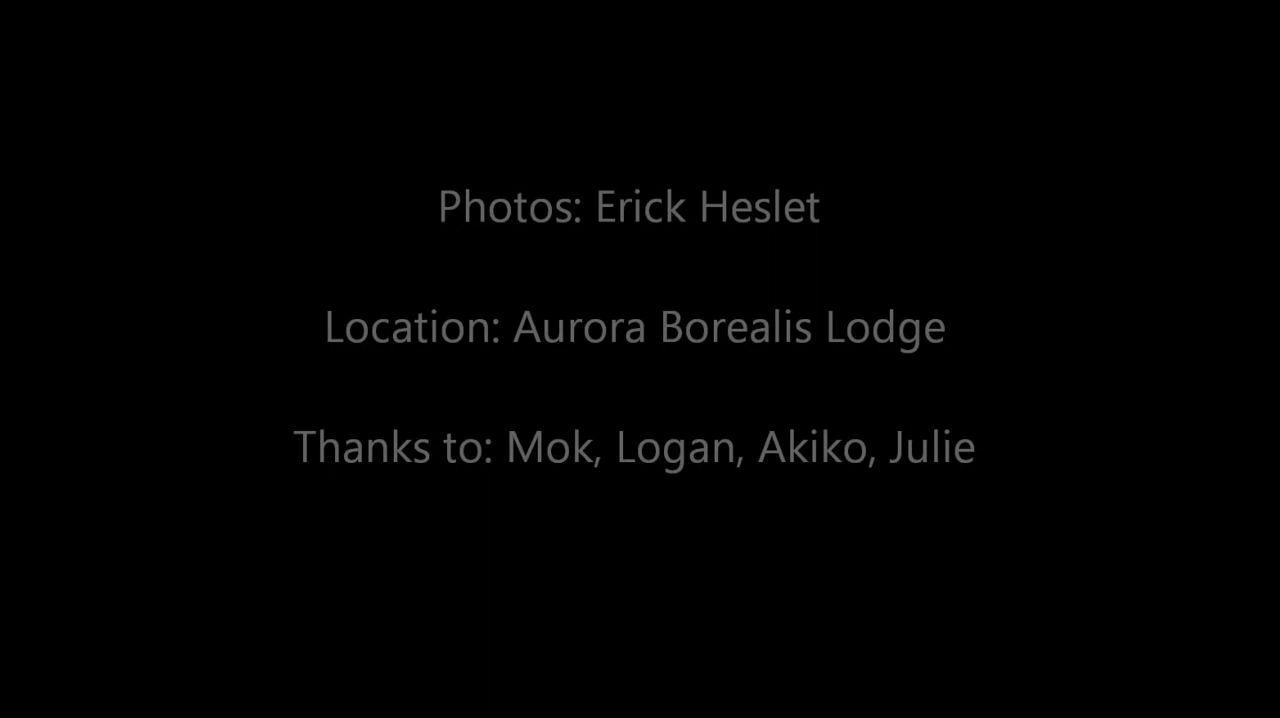 Photos: Erick Heslet
Location: Aurora Borealis Lodge
Thanks to: Mok, Logan, Akiko, Julie